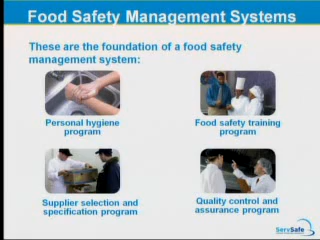 Food Safety Management Systems
These are the foundation of a food safety
management system:
Personal hygiene
program
Food safety training
program
Supplier selection and
specification program
Quality control and
assurance program
ServSafe